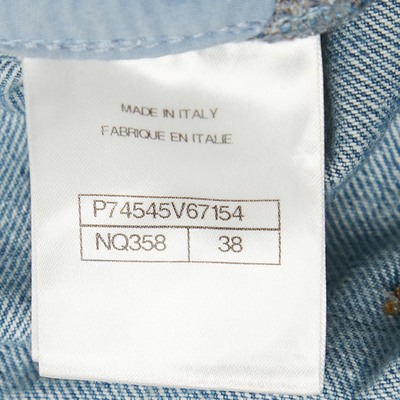 MADE IN ITALY
FABRIQUE EN ITALIE
P74545V67154
NQ358 38